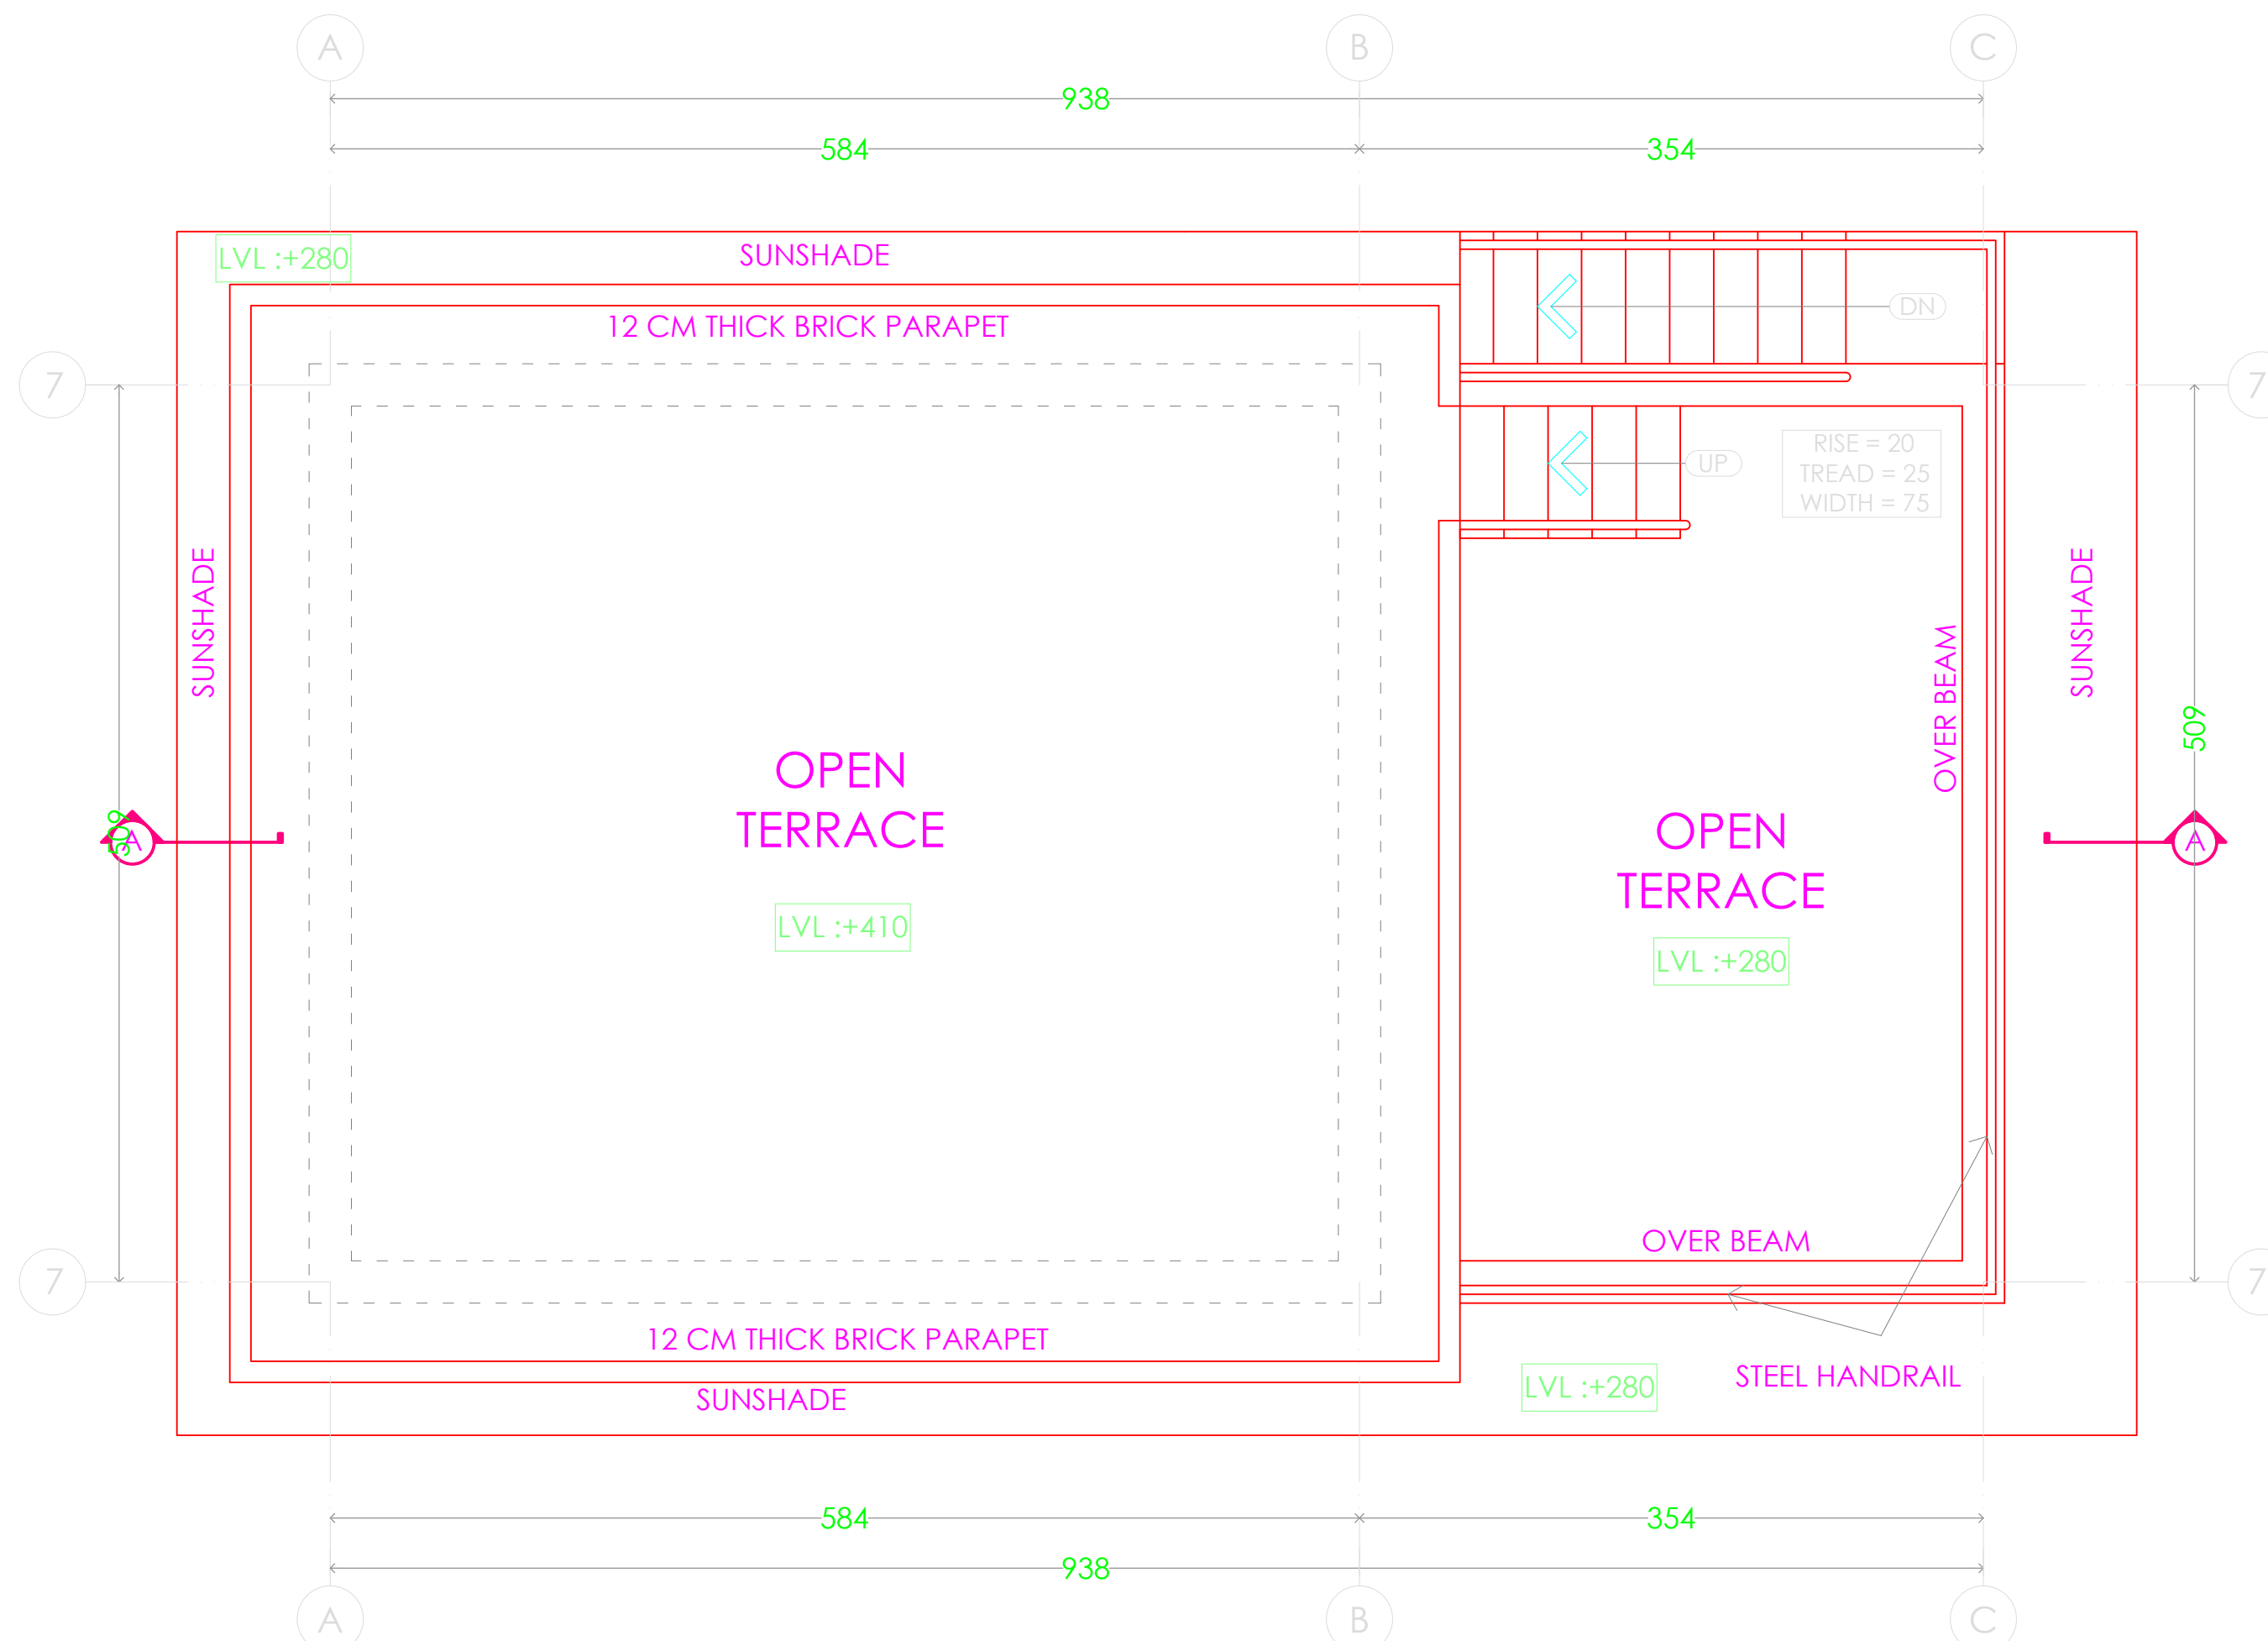 A B C
938
584 354
LVL :+280
SUNSHADE
DN
12 CM THICK BRICK PARAPET
7 7
RISE = 20
TREAD = 25
WIDTH = 75
UP
SUNSHADE
SUNSHADE
OVER BEAM
509
OPEN
TERRACE
LVL :+410
OPEN
TERRACE
LVL :+280
509
A
A
OVER BEAM
7 7
12 CM THICK BRICK PARAPET
SUNSHADE
LVL :+280
STEEL HANDRAIL
584 354
938
A B C